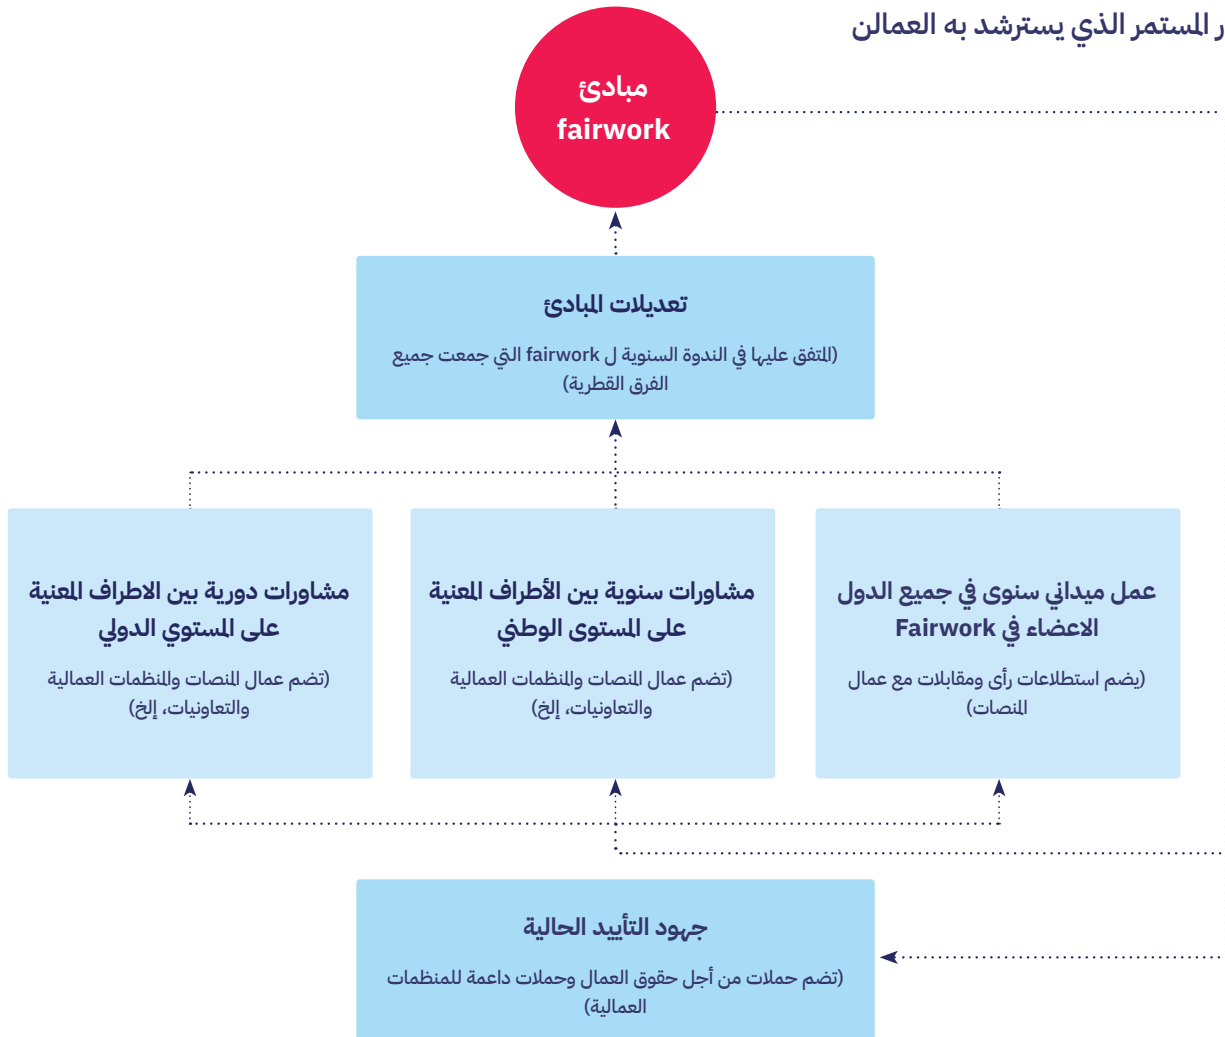 ر المستمر الذي يسترشد به العمالن
مبادئ
fairwork
تعديلات المبادئ
(المتفق عليها في الندوة السنوية ل fairwork التي جمعت جميع
الفرق القطرية)
عمل ميداني سنوى في جميع الدول
الاعضاء في Fairwork
(يضم استطلاعات رأى ومقابلات مع عمال
المنصات)
مشاورات سنوية بين الأطراف المعنية
على المستوى الوطني
(تضم عمال المنصات والمنظمات العمالية
والتعاونيات، إلخ)
مشاورات دورية بين الاطراف المعنية
على المستوي الدولي
(تضم عمال المنصات والمنظمات العمالية
والتعاونيات، إلخ)
جهود التأييد الحالية
(تضم حملات من أجل حقوق العمال وحملات داعمة للمنظمات
العمالية)